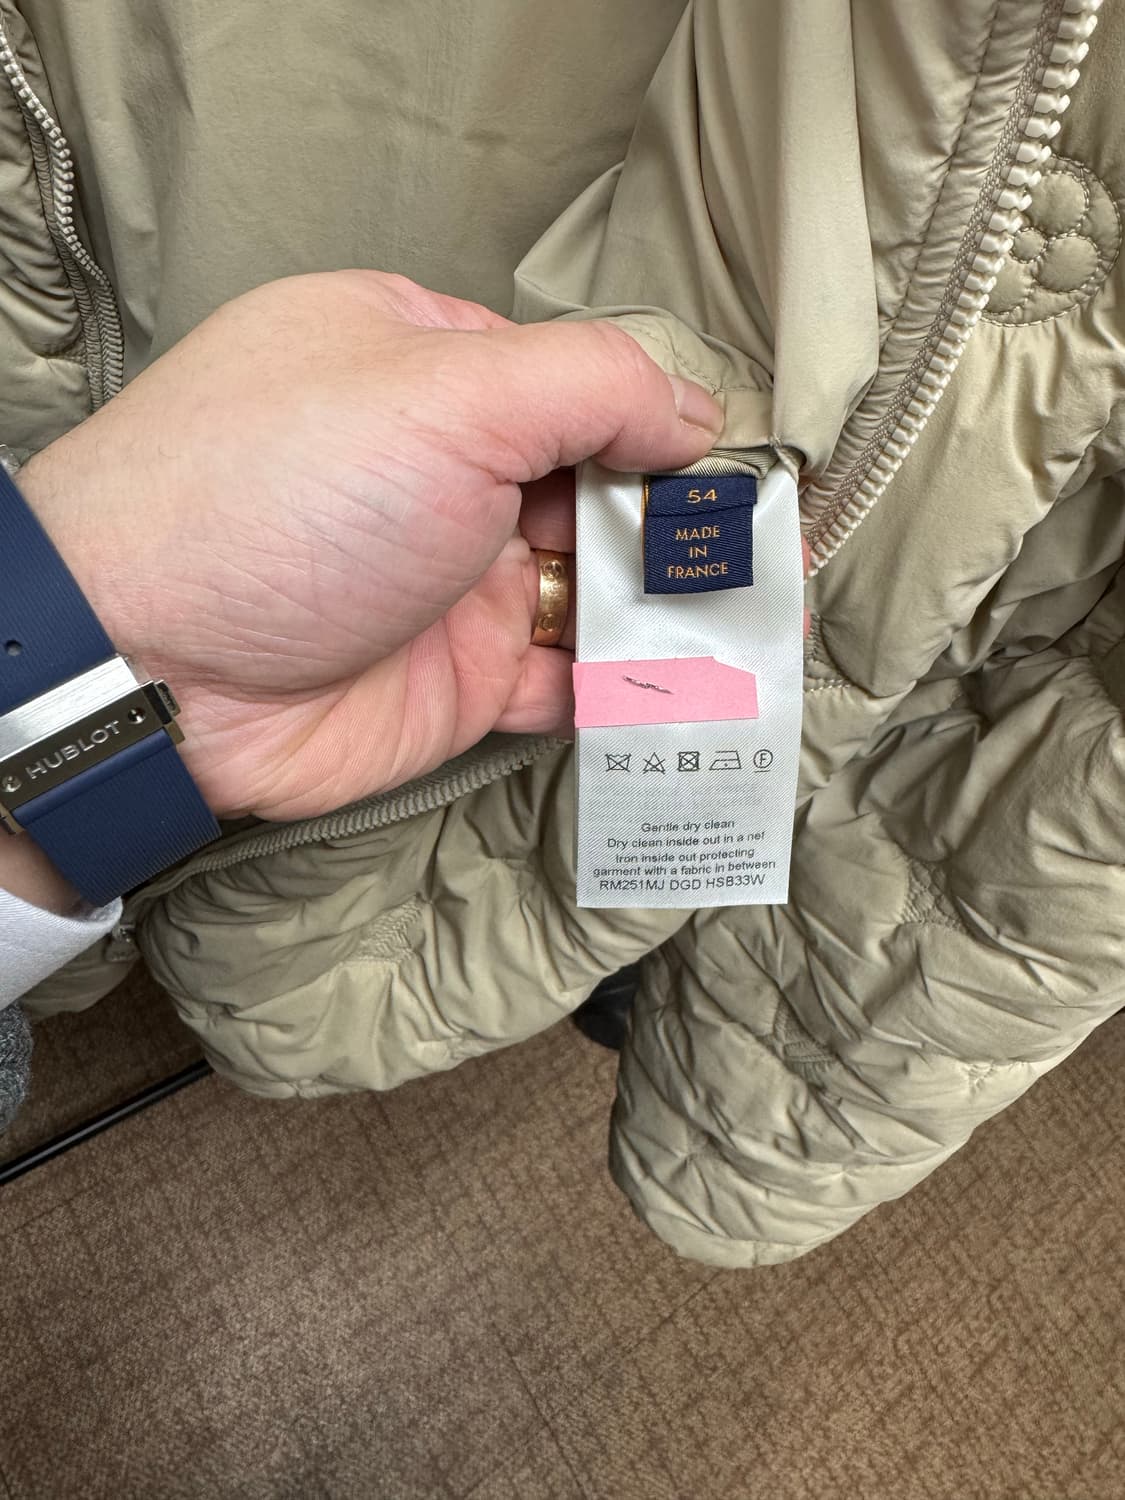 54
MADE
IN
FRANCE
F
Gentle dry clean
Dry clean inside out in a net
Iron inside out protecting
garment with a fabric in between
RM251MJ DGD HSB33W
HUBLOT